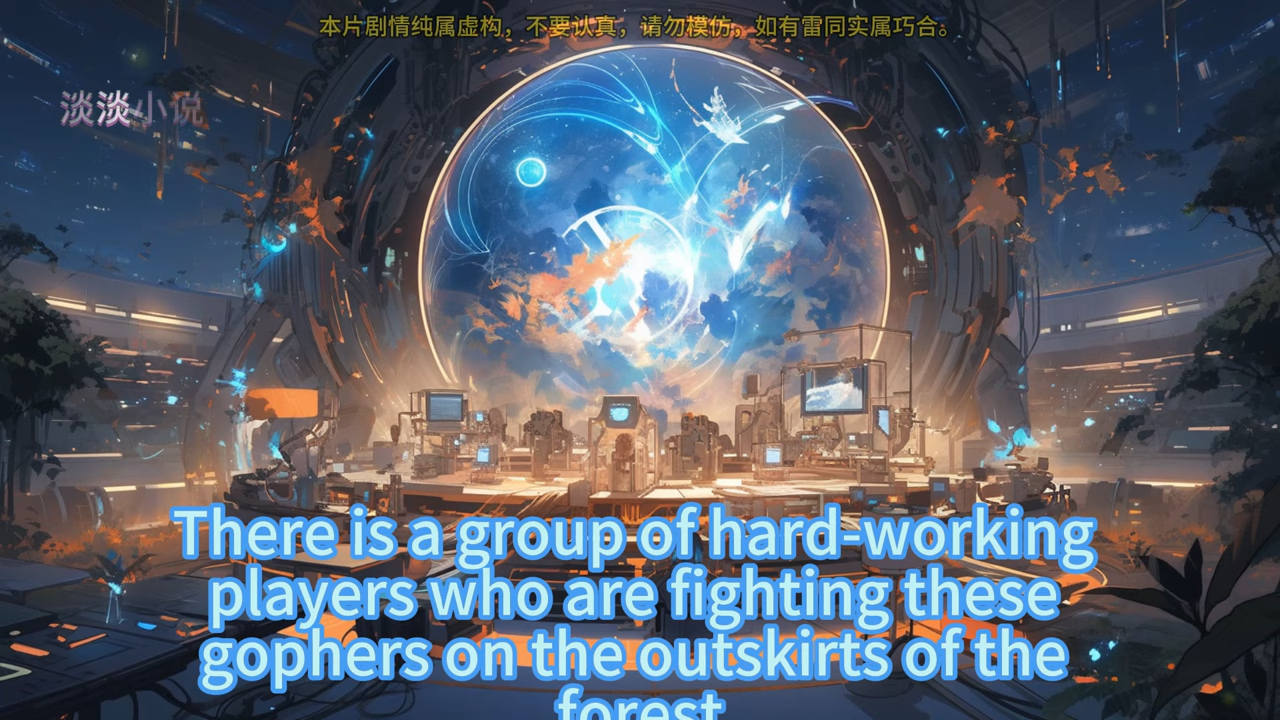 本片剧情纯属虚构，不要认真，请勿模仿，如有雷同实属巧合。
淡淡小说
There is a group of hard-working
players who are fighting these
gophers on the outskirts of the
forest